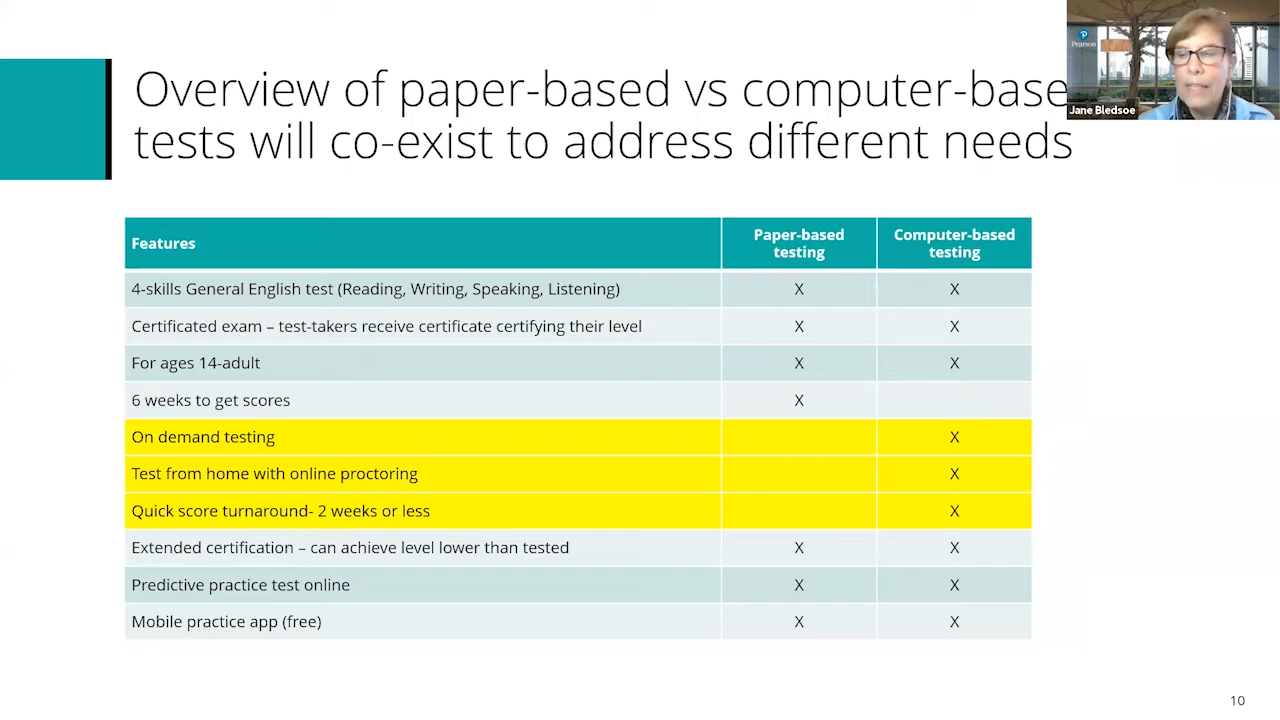 Pearson
Jane Bledsoe
Overview of paper-based vs computer-base
tests will co-exist to address different needs
Features
Paper-based
testing
Computer-based
testing
4-skills General English test (Reading, Writing, Speaking, Listening) X X
Certificated exam – test-takers receive certificate certifying their level X X
For ages 14-adult X X
6 weeks to get scores X
On demand testing X
Test from home with online proctoring X
Quick score turnaround- 2 weeks or less X
Extended certification – can achieve level lower than tested X X
Predictive practice test online X X
Mobile practice app (free) X X
10